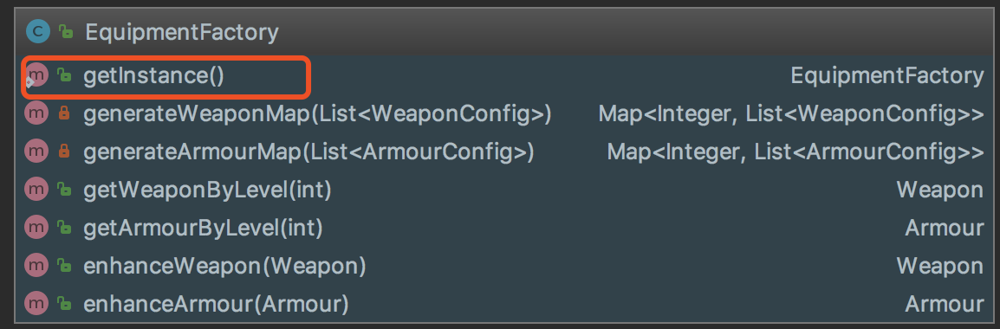 C EquipmentFactory
m getInstance() EquipmentFactory
m generateWeaponMap(List<WeaponConfig>) Map<Integer, List<WeaponConfig>>
m generateArmourMap(List<ArmourConfig>) Map<Integer, List<ArmourConfig>>
m getWeaponByLevel(int) Weapon
m getArmourByLevel(int) Armour
m enhanceWeapon(Weapon) Weapon
m enhanceArmour(Armour) Armour